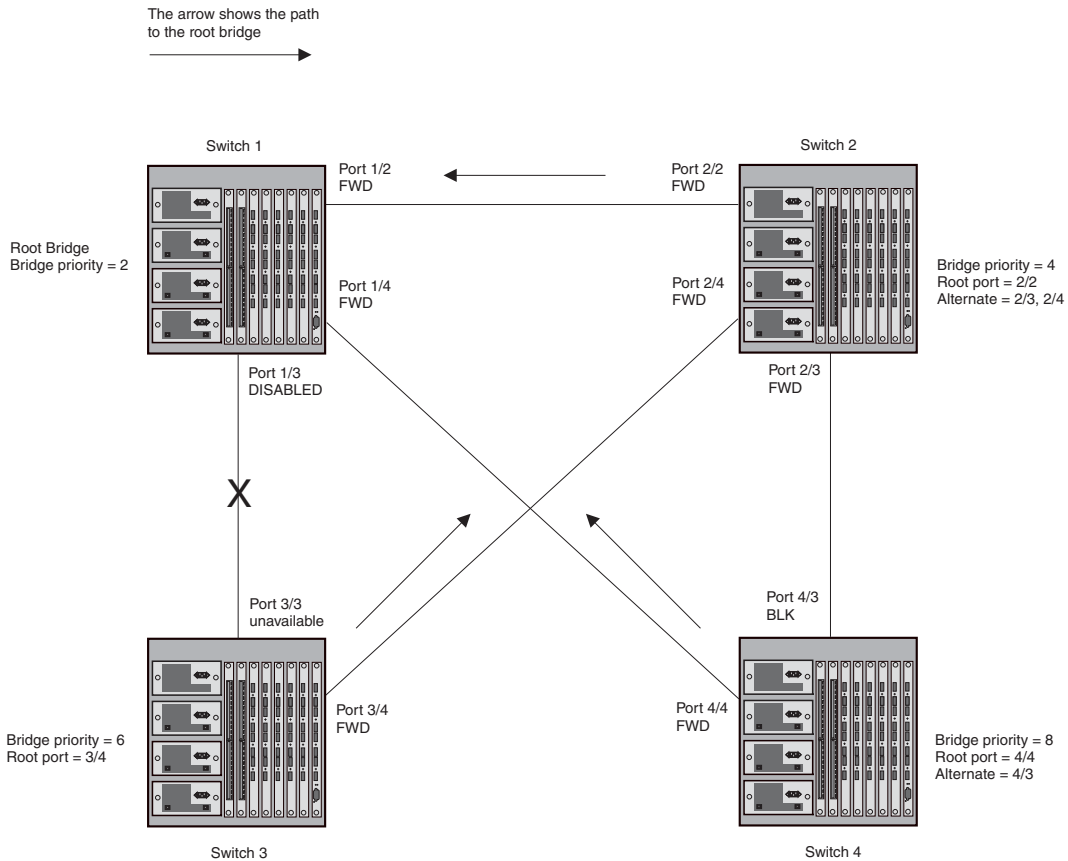 The arrow shows the path
to the root bridge
Switch 1
Switch 2
Port 1/2
FWD
Port 2/2
FWD
Root Bridge
Bridge priority = 2
Port 1/4
FWD
Port 2/4
FWD
Bridge priority = 4
Root port = 2/2
Alternate = 2/3, 2/4
Port 1/3
DISABLED
Port 2/3
FWD
X
Port 3/3
unavailable
Port 4/3
BLK
Port 3/4
FWD
Port 4/4
FWD
Bridge priority = 6
Root port = 3/4
Bridge priority = 8
Root port = 4/4
Alternate = 4/3
Switch 3
Switch 4